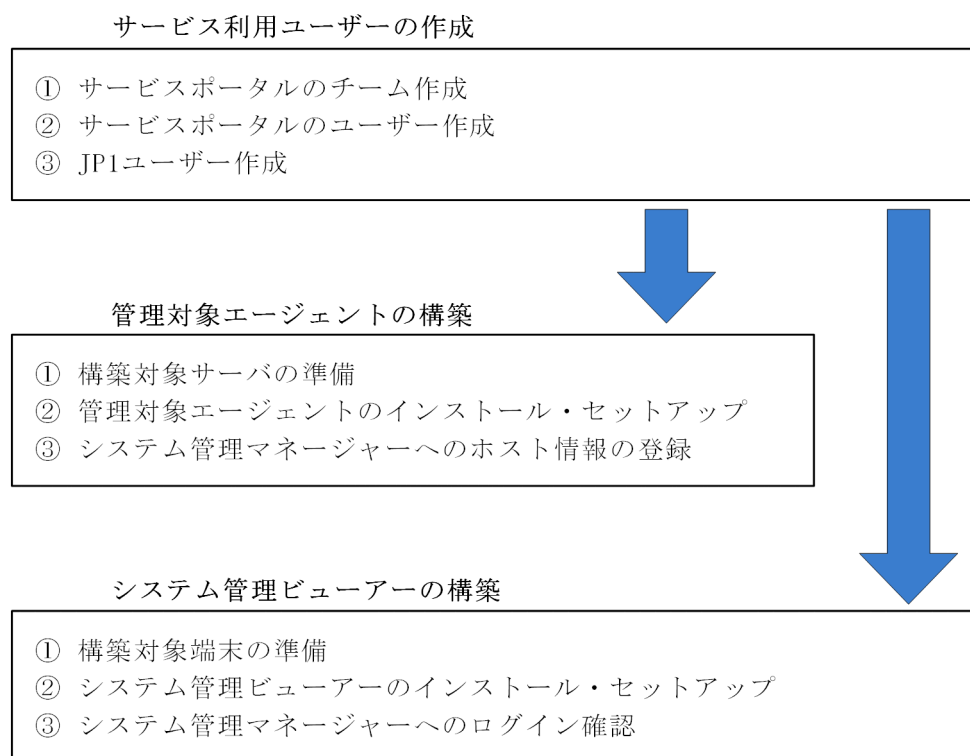 サービス利用ユーザーの作成
① サービスポータルのチーム作成
② サービスポータルのユーザー作成
③ JP1ユーザー作成
管理対象エージェントの構築
① 構築対象サーバの準備
② 管理対象エージェントのインストール・セットアップ
③ システム管理マネージャーへのホスト情報の登録
システム管理ビューアーの構築
① 構築対象端末の準備
② システム管理ビューアーのインストール・セットアップ
③ システム管理マネージャーへのログイン確認